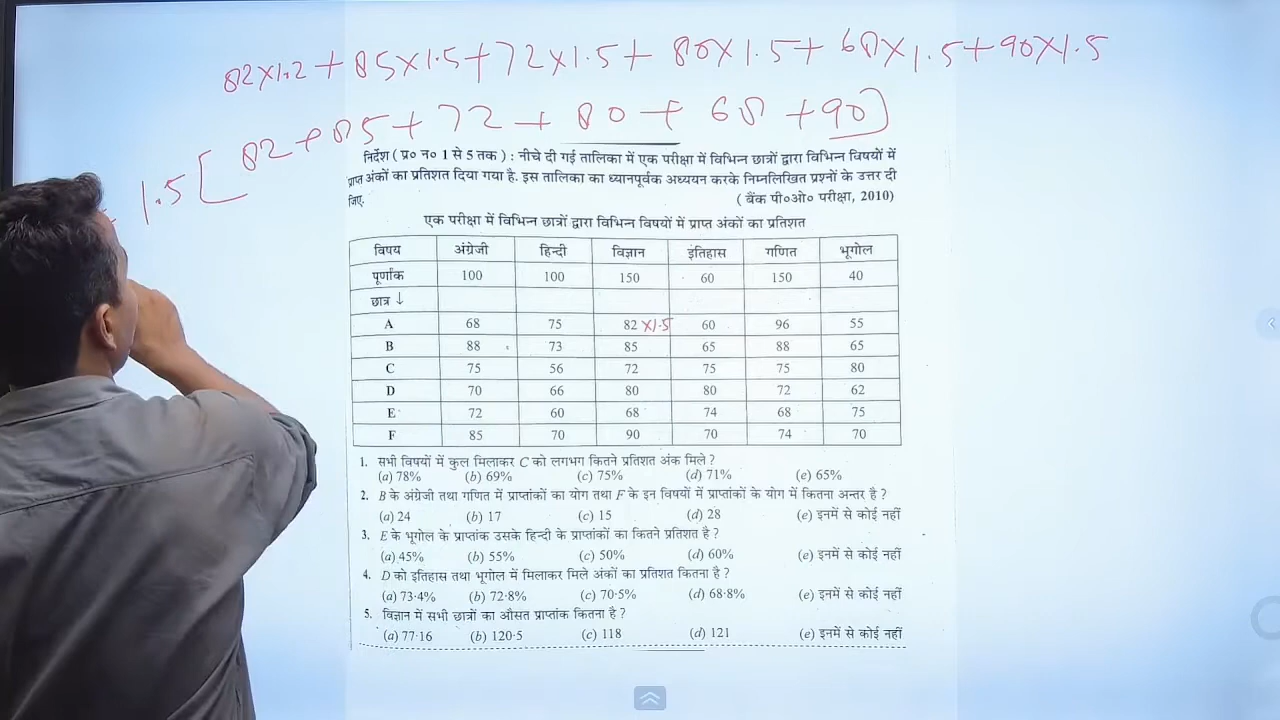 82×1.2+85×1.5+72×1.5+ 80×1.5+ 68×1.5+90×1.5
1.5[82+85+72+80+68+90]
निर्देश ( प्र० न० 1 से 5 तक ) : नीचे दी गई तालिका में एक परीक्षा में विभिन्न छात्रों द्वारा विभिन्न विषयों में
प्राप्त अंकों का प्रतिशत दिया गया है. इस तालिका का ध्यानपूर्वक अध्ययन करके निम्नलिखित प्रश्नों के उत्तर दी
जिए. ( बैंक पी०ओ० परीक्षा, 2010)
एक परीक्षा में विभिन्न छात्रों द्वारा विभिन्न विषयों में प्राप्त अंकों का प्रतिशत
विषय अंग्रेजी हिन्दी विज्ञान इंतिहास गणित भूगोल
पूर्णांक 100 100 150 60 150 40
छात्र ↓
A 68 75 82 ×1.5 60 96 55
B 88 73 85 65 88 65
C 75 56 72 75 75 80
D 70 66 80 80 72 62
E 72 60 68 74 68 75
F 85 70 90 70 74 70
1. सभी विषयों में कुल मिलाकर C को लगभग कितने प्रतिशत अंक मिले ?
(a) 78% (b) 69% (c) 75% (d) 71% (e) 65%
2. B के अंग्रेजी तथा गणित में प्राप्तांकों का योग तथा F के इन विषयों में प्राप्तांकों के योग में कितना अन्तर है ?
(a) 24 (b) 17 (c) 15 (d) 28 (e) इनमें से कोई नहीं
3. E के भूगोल के प्राप्तांक उसके हिन्दी के प्राप्तांकों का कितने प्रतिशत है ?
(a) 45% (b) 55% (c) 50% (d) 60% (e) इनमें से कोई नहीं
4. D को इतिहास तथा भूगोल में मिलाकर मिले अंकों का प्रतिशत कितना है ?
(a) 73·4% (b) 72·8% (c) 70·5% (d) 68·8% (e) इनमें से कोई नहीं
5. विज्ञान में सभी छात्रों का औसत प्राप्तांक कितना है ?
(a) 77·16 (b) 120·5 (c) 118 (d) 121 (e) इनमें से कोई नहीं